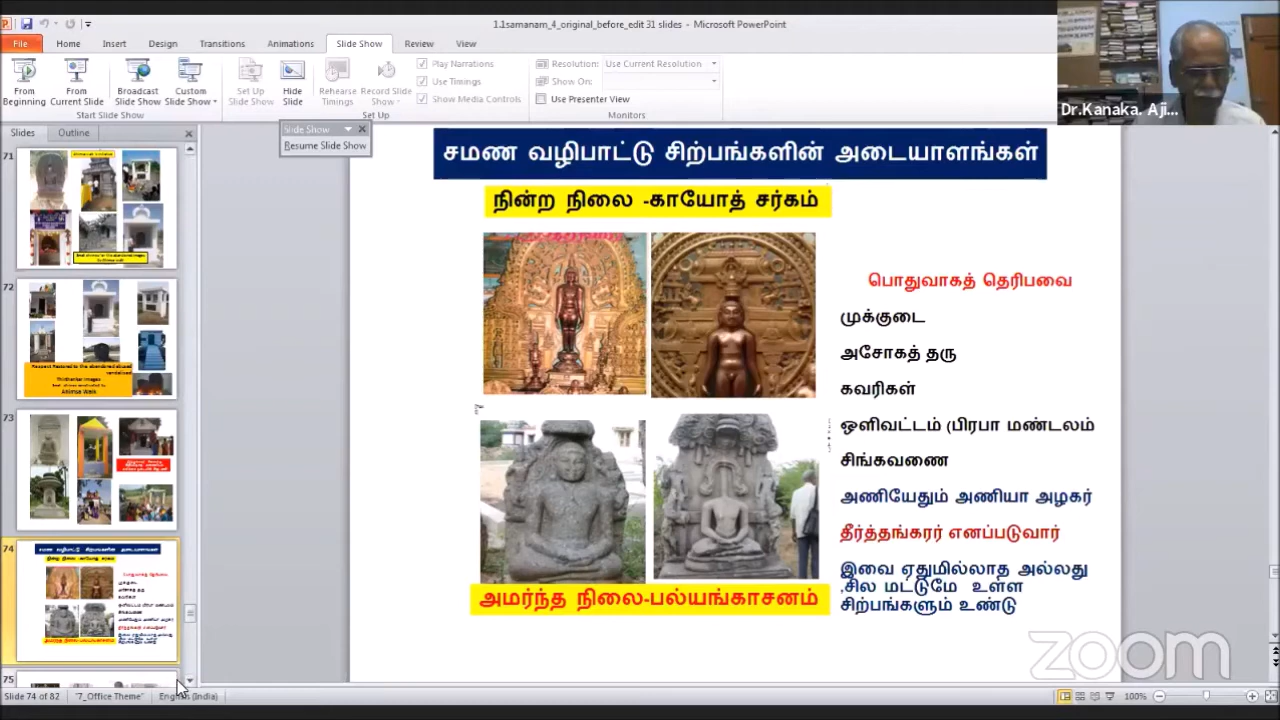 1.1samanam_4_original_before_edit 31 slides - Microsoft PowerPoint
File Home Insert Design Transitions Animations Slide Show Review View
From Beginning
From Current Slide
Broadcast Slide Show
Custom Slide Show
Set Up Slide Show
Hide Slide
Rehearse Timings
Record Slide Show
Play Narrations
Use Timings
Show Media Controls
Resolution: Use Current Resolution
Show On:
Use Presenter View
Start Slide Show
Set Up
Monitors
Dr.Kanaka. Aji...
Slides Outline
Slide Show
Resume Slide Show
71
72
73
74
75
சமண வழிபாட்டு சிற்பங்களின் அடையாளங்கள்
நின்ற நிலை -காயோத் சர்கம்
பொதுவாகத் தெரிபவை
முக்குடை
அசோகத் தரு
கவரிகள்
ஒளிவட்டம் (பிரபா மண்டலம்
சிங்கவணை
அணியேதும் அணியா அழகர்
தீர்த்தங்கரர் எனப்படுவார்
இவை ஏதுமில்லாத அல்லது
,சில மட்டுமே உள்ள
சிற்பங்களும் உண்டு
அமர்ந்த நிலை-பல்யங்காசனம்
zoom
Slide 74 of 82 "7_Office Theme" English (India) 100%